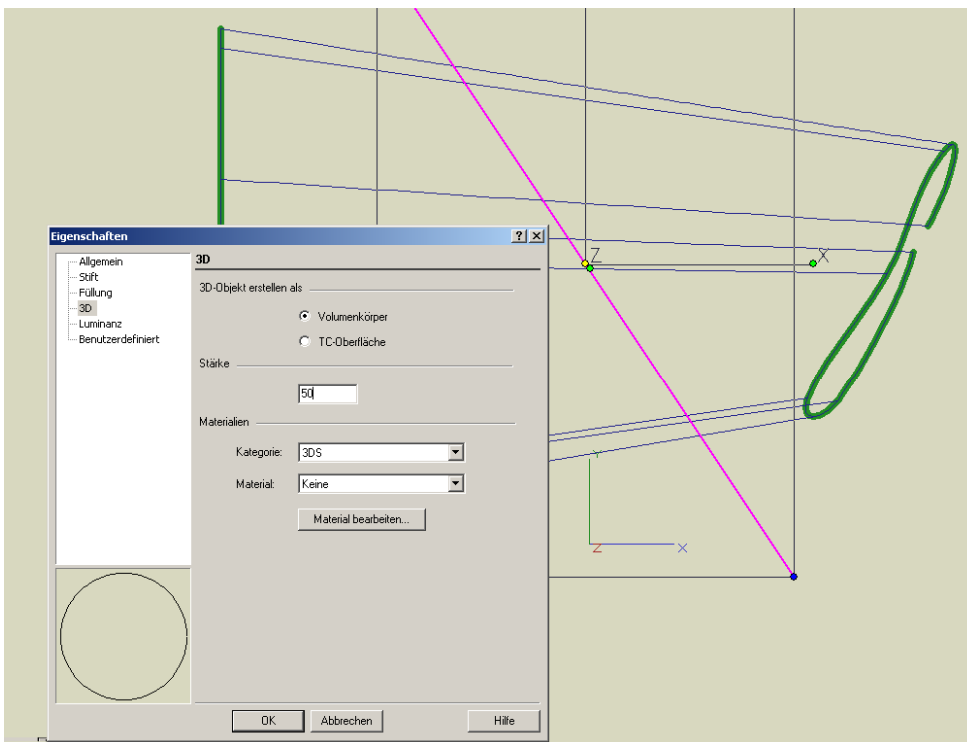 Eigenschaften
? X
Allgemein
Stift
Füllung
3D
Luminanz
Benutzerdefiniert
3D
3D-Objekt erstellen als
Volumenkörper
TC-Oberfläche
Stärke
50
Materialien
Kategorie: 3DS
Material: Keine
Material bearbeiten...
OK Abbrechen Hilfe
Z X
Y
Z X